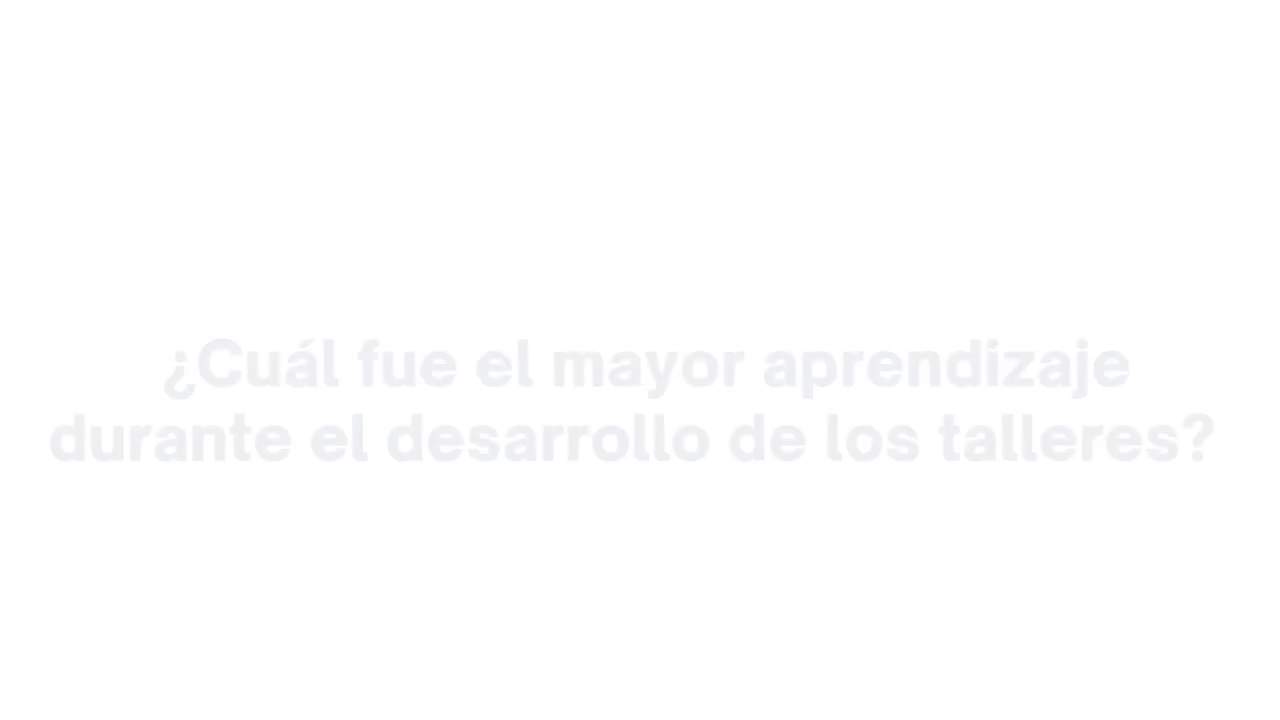 ¿Cuál fue el mayor aprendizaje
durante el desarrollo de los talleres?